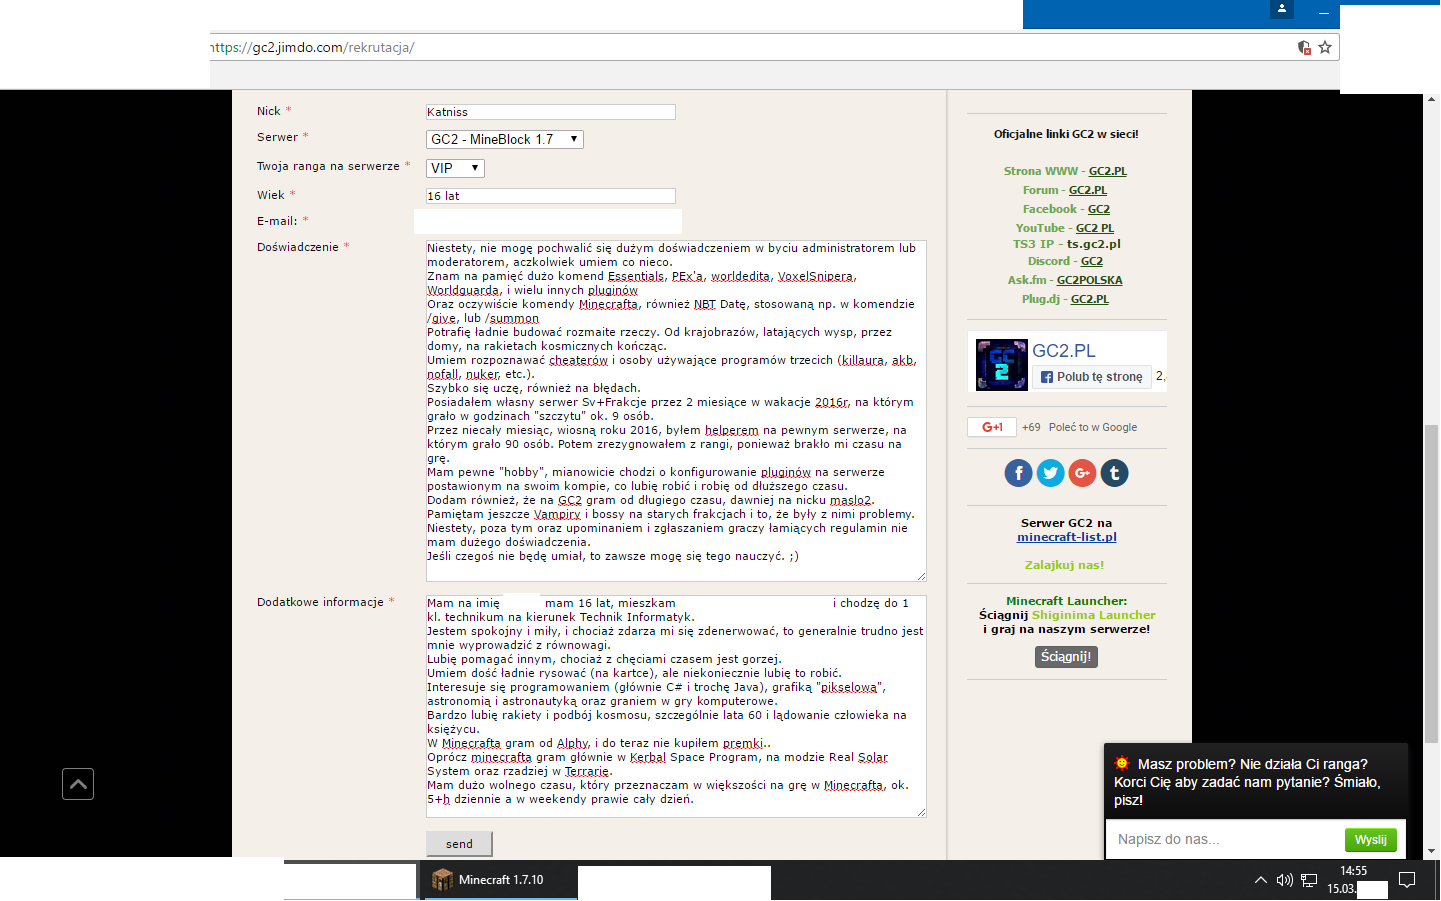 https://gc2.jimdo.com/rekrutacja/
Nick *
Katniss
Serwer *
GC2 - MineBlock 1.7
Twoja ranga na serwerze *
VIP
Wiek *
16 lat
E-mail: *
Doświadczenie *
Niestety, nie mogę pochwalić się dużym doświadczeniem w byciu administratorem lub
moderatorem, aczkolwiek umiem co nieco.
Znam na pamięć dużo komend Essentials, PEx'a, worldedita, VoxelSnipera,
Worldguarda, i wielu innych pluginów
Oraz oczywiście komendy Minecrafta, również NBT Datę, stosowaną np. w komendzie
/give, lub /summon
Potrafię ładnie budować rozmaite rzeczy. Od krajobrazów, latających wysp, przez
domy, na rakietach kosmicznych kończąc.
Umiem rozpoznawać cheaterów i osoby używające programów trzecich (killaura, akb,
nofall, nuker, etc.).
Szybko się uczę, również na błędach.
Posiadałem własny serwer Sv+Frakcje przez 2 miesiące w wakacje 2016r, na którym
grało w godzinach "szczytu" ok. 9 osób.
Przez niecały miesiąc, wiosną roku 2016, byłem helperem na pewnym serwerze, na
którym grało 90 osób. Potem zrezygnowałem z rangi, ponieważ brakło mi czasu na
grę.
Mam pewne "hobby", mianowicie chodzi o konfigurowanie pluginów na serwerze
postawionym na swoim kompie, co lubię robić i robię od dłuższego czasu.
Dodam również, że na GC2 gram od długiego czasu, dawniej na nicku maslo2.
Pamiętam jeszcze Vampiry i bossy na starych frakcjach i to, że były z nimi problemy.
Niestety, poza tym oraz upominaniem i zgłaszaniem graczy łamiących regulamin nie
mam dużego doświadczenia.
Jeśli czegoś nie będę umiał, to zawsze mogę się tego nauczyć. ;)
Dodatkowe informacje *
Mam na imię mam 16 lat, mieszkam i chodzę do 1
kl. technikum na kierunek Technik Informatyk.
Jestem spokojny i miły, i chociaż zdarza mi się zdenerwować, to generalnie trudno jest
mnie wyprowadzić z równowagi.
Lubię pomagać innym, chociaż z chęciami czasem jest gorzej.
Umiem dość ładnie rysować (na kartce), ale niekoniecznie lubię to robić.
Interesuje się programowaniem (głównie C# i trochę Java), grafiką "pikselową",
astronomią i astronautyką oraz graniem w gry komputerowe.
Bardzo lubię rakiety i podbój kosmosu, szczególnie lata 60 i lądowanie człowieka na
księżycu.
W Minecrafta gram od Alphy, i do teraz nie kupiłem premki..
Oprócz minecrafta gram głównie w Kerbal Space Program, na modzie Real Solar
System oraz rzadziej w Terrarię.
Mam dużo wolnego czasu, który przeznaczam w większości na grę w Minecrafta, ok.
5+h dziennie a w weekendy prawie cały dzień.
send
Oficjalne linki GC2 w sieci!
Strona WWW - GC2.PL
Forum - GC2.PL
Facebook - GC2
YouTube - GC2 PL
TS3 IP - ts.gc2.pl
Discord - GC2
Ask.fm - GC2POLSKA
Plug.dj - GC2.PL
GC2
GC2.PL
Polub tę stronę 2,
G+1 +69 Poleć to w Google
Serwer GC2 na
minecraft-list.pl
Zalajkuj nas!
Minecraft Launcher:
Ściągnij Shiginima Launcher
i graj na naszym serwerze!
Ściągnij!
Masz problem? Nie działa Ci ranga?
Korci Cię aby zadać nam pytanie? Śmiało,
pisz!
Napisz do nas...
Wyslij
Minecraft 1.7.10
14:55
15.03.